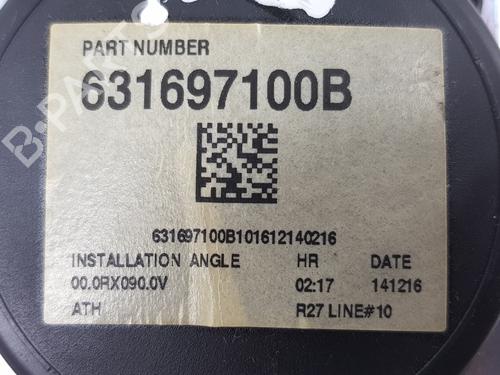 PART NUMBER
631697100B
631697100B101612140216
INSTALLATION ANGLE HR DATE
00.0RX090.0V 02:17 141216
ATH R27 LINE#10
B-PARTS